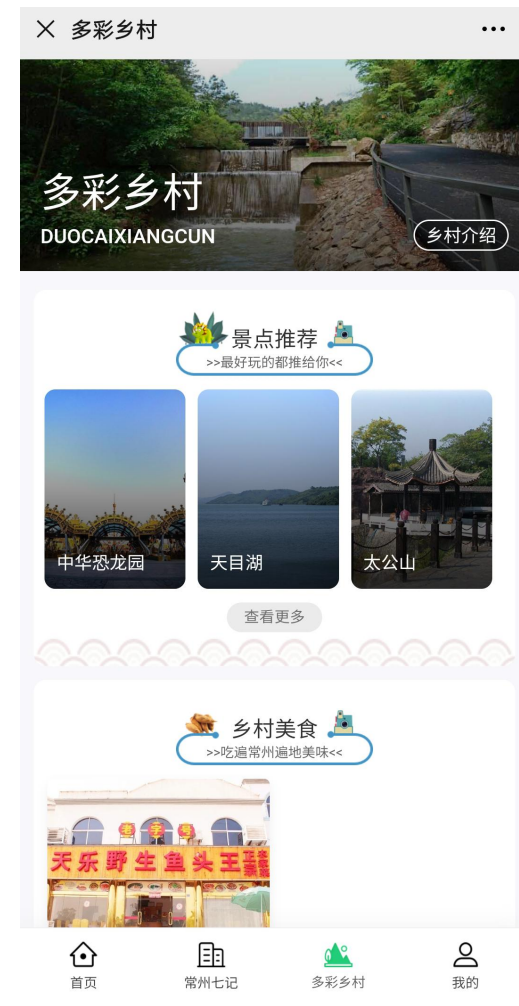 多彩乡村
多彩乡村
DUOCAIXIANGCUN
乡村介绍
景点推荐
>>最好玩的都推给你<<
中华恐龙园
天目湖
太公山
查看更多
乡村美食
>>吃遍常州遍地美味<<
老字号
天乐野生鱼头王
首页
常州七记
多彩乡村
我的